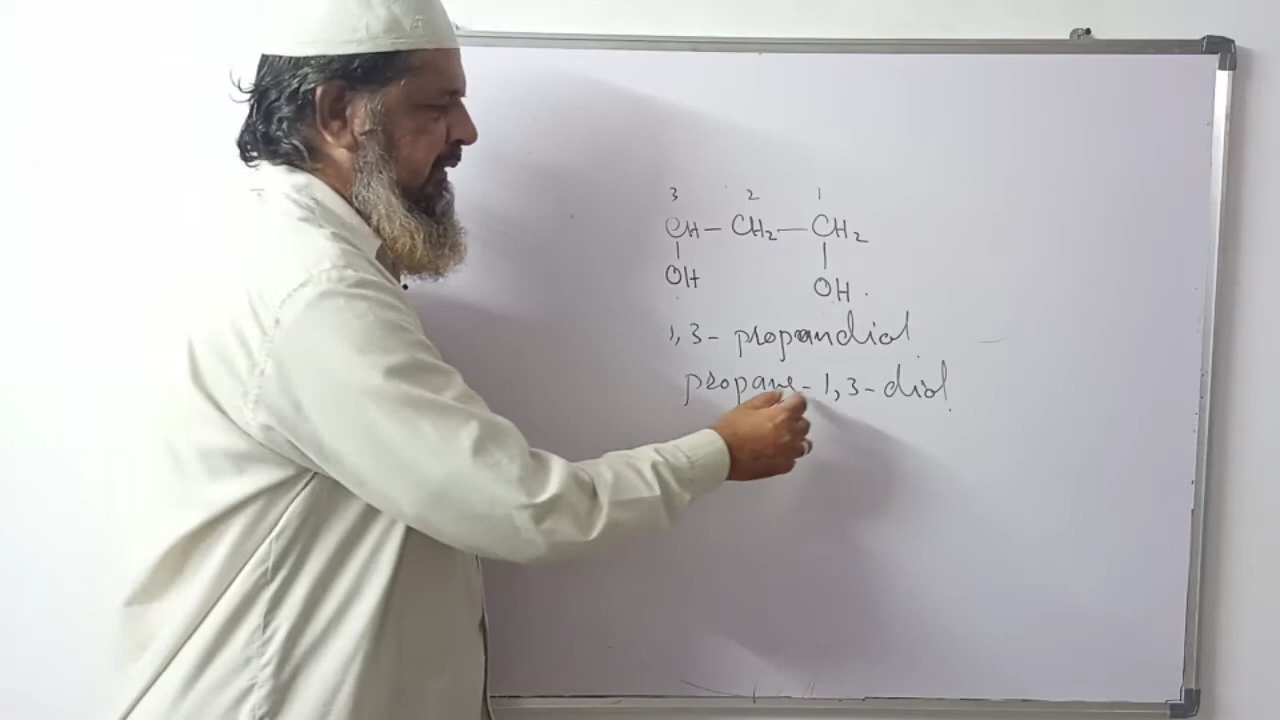 3 2 1
CH - CH₂ - CH₂
OH OH
1,3- propandiol
propane-1,3-diol